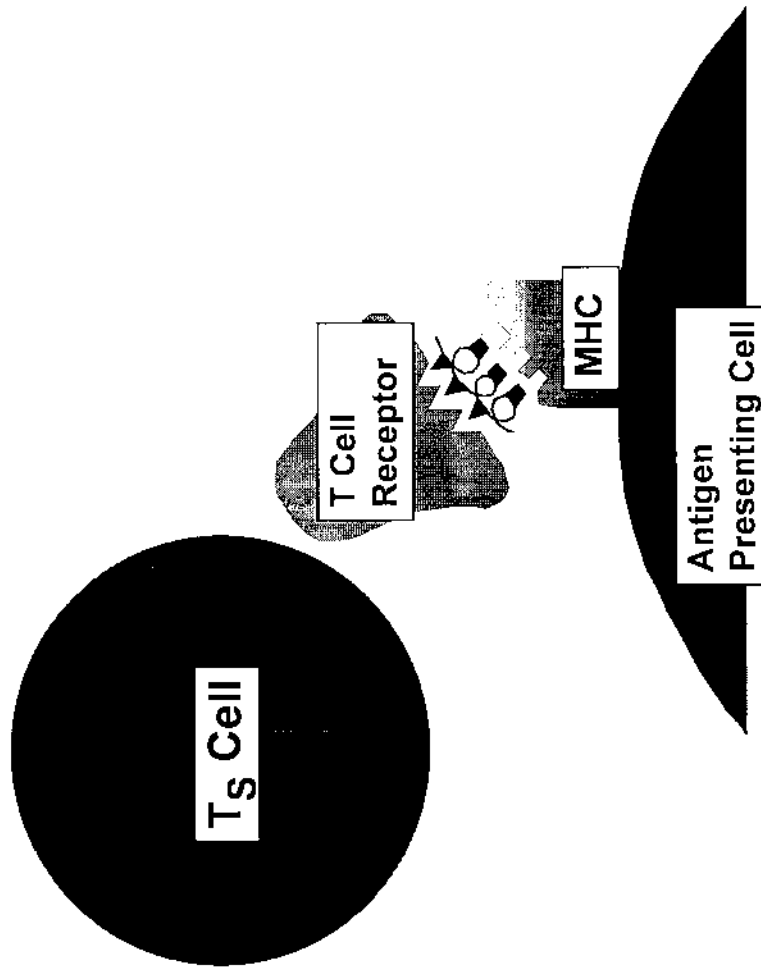 T_S Cell
T Cell
Receptor
MHC
Antigen
Presenting Cell